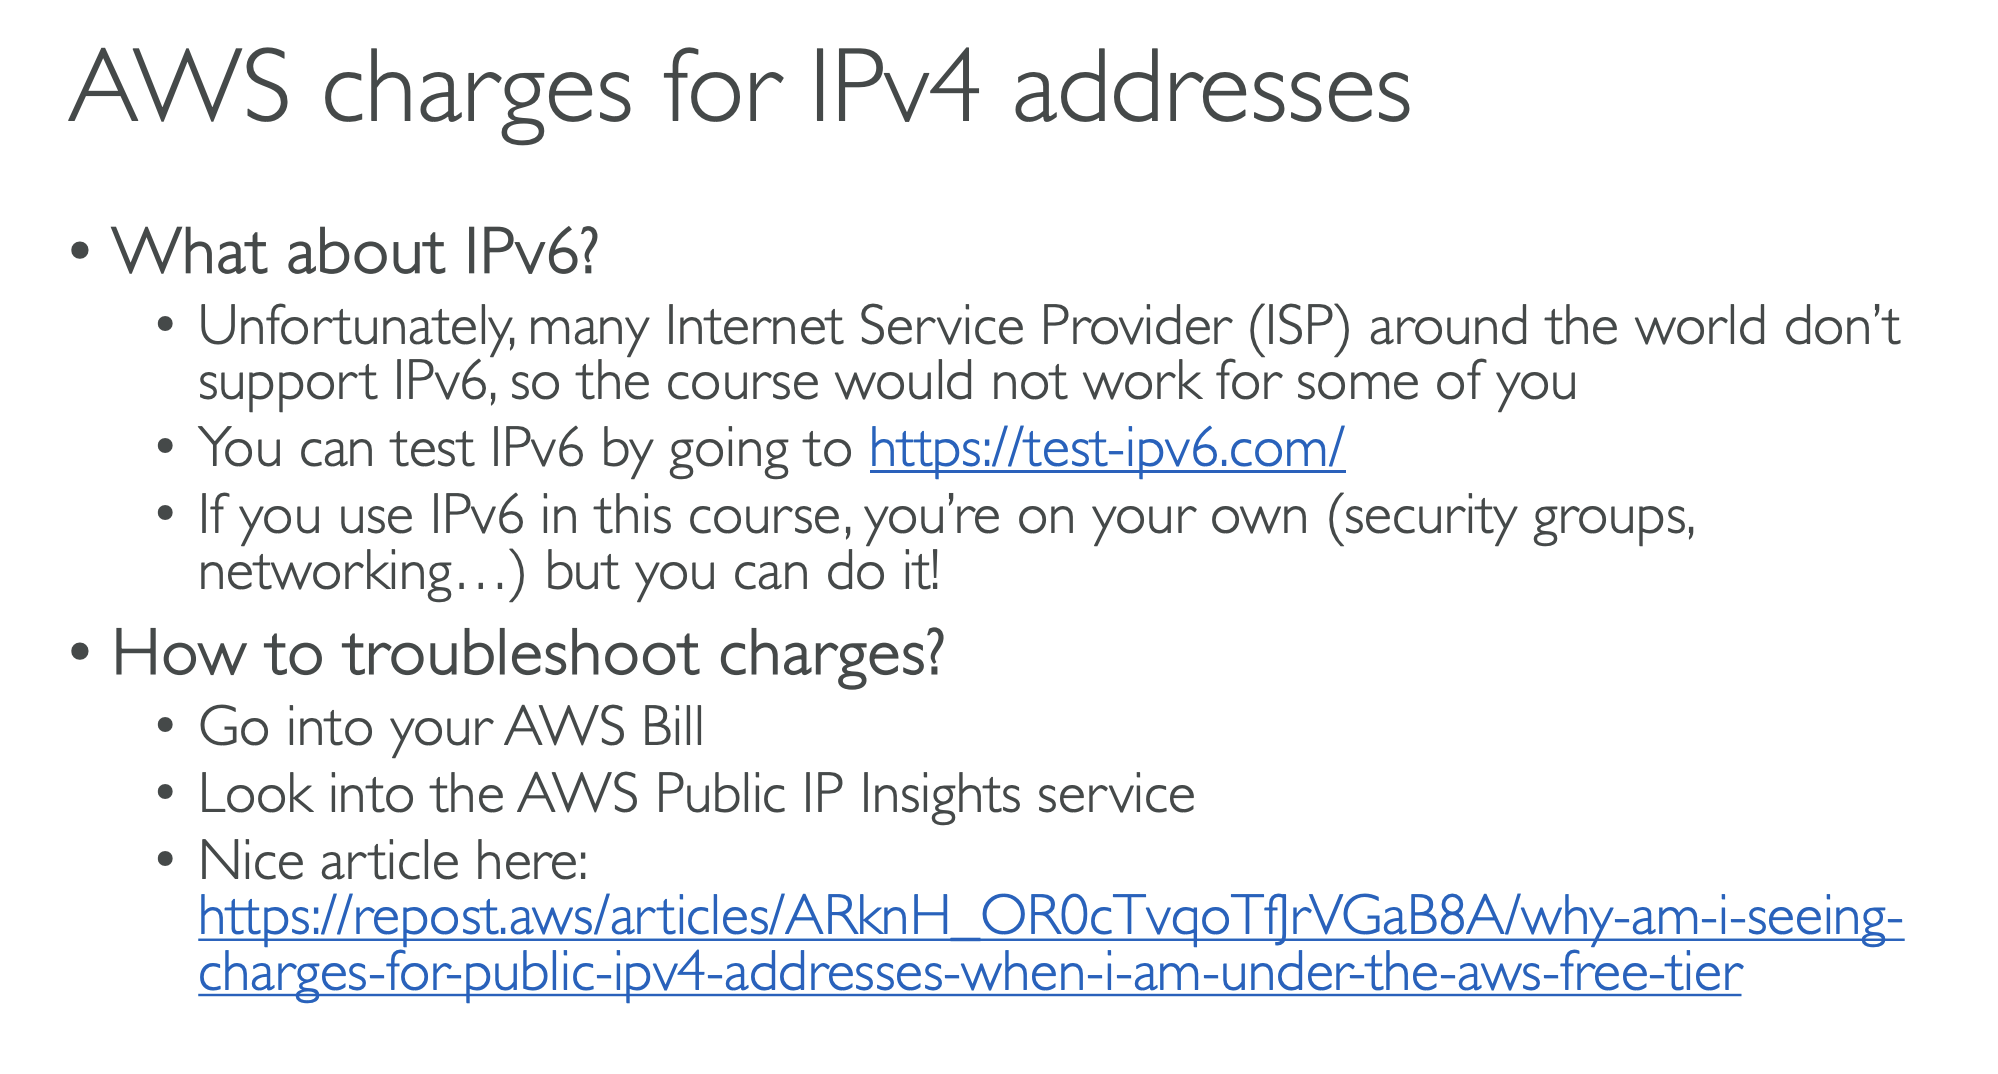 AWS charges for IPv4 addresses
• What about IPv6?
• Unfortunately, many Internet Service Provider (ISP) around the world don’t
support IPv6, so the course would not work for some of you
• You can test IPv6 by going to https://test-ipv6.com/
• If you use IPv6 in this course, you’re on your own (security groups,
networking…) but you can do it!
• How to troubleshoot charges?
• Go into your AWS Bill
• Look into the AWS Public IP Insights service
• Nice article here:
https://repost.aws/articles/ARknH_OR0cTvqoTfJrVGaB8A/why-am-i-seeing-
charges-for-public-ipv4-addresses-when-i-am-under-the-aws-free-tier